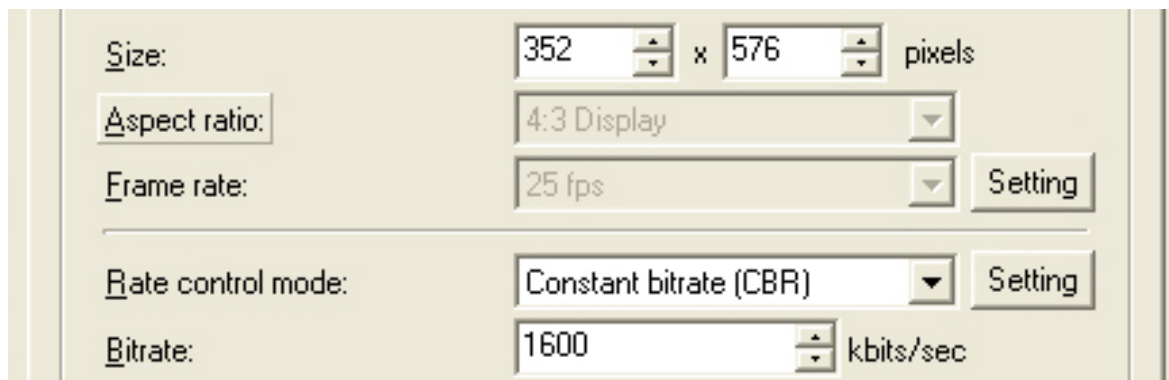 Size: 352 x 576 pixels
Aspect ratio: 4:3 Display
Frame rate: 25 fps Setting
Rate control mode: Constant bitrate (CBR) Setting
Bitrate: 1600 kbits/sec